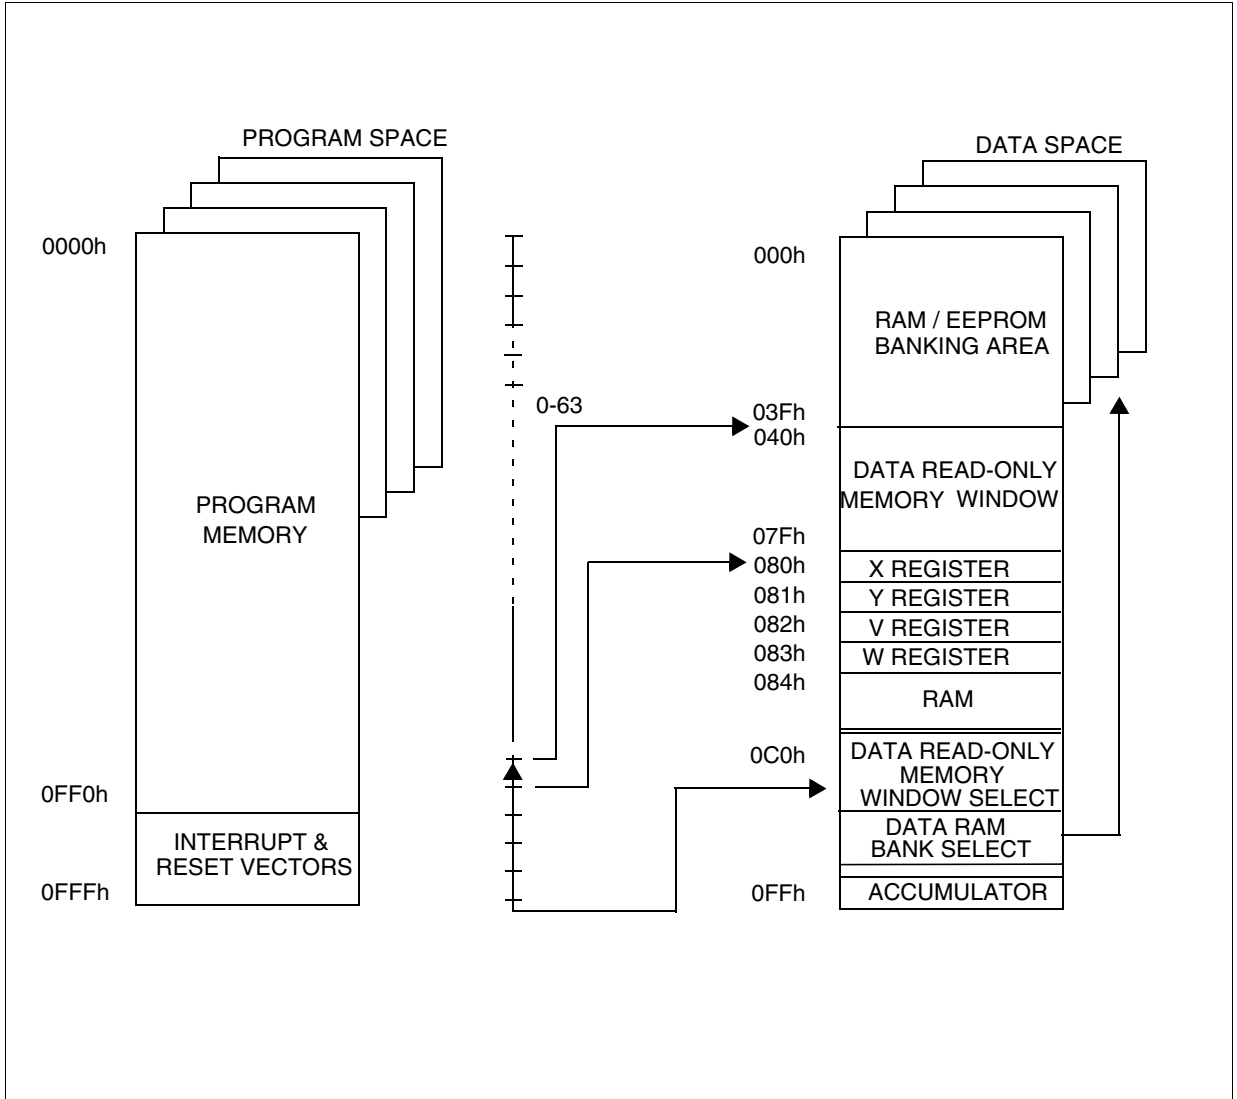 PROGRAM SPACE
0000h
PROGRAM
MEMORY
0FF0h
INTERRUPT &
RESET VECTORS
0FFFh
0-63
DATA SPACE
000h
RAM / EEPROM
BANKING AREA
03Fh
040h
DATA READ-ONLY
MEMORY WINDOW
07Fh
080h
X REGISTER
081h
Y REGISTER
082h
V REGISTER
083h
W REGISTER
084h
RAM
0C0h
DATA READ-ONLY
MEMORY
WINDOW SELECT
DATA RAM
BANK SELECT
0FFh
ACCUMULATOR